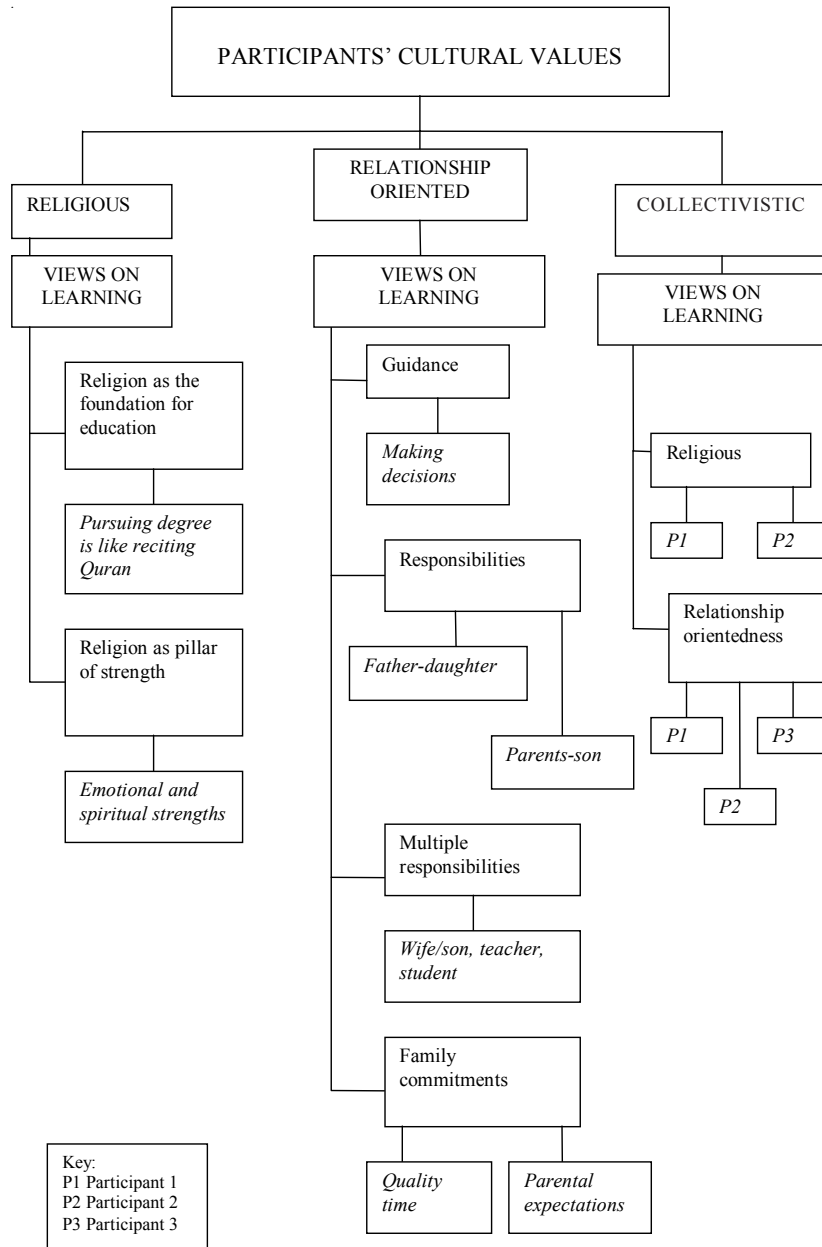 PARTICIPANTS’ CULTURAL VALUES
RELIGIOUS
VIEWS ON
LEARNING
Religion as the
foundation for
education
Pursuing degree
is like reciting
Quran
Religion as pillar
of strength
Emotional and
spiritual strengths
RELATIONSHIP
ORIENTED
VIEWS ON
LEARNING
Guidance
Making
decisions
Responsibilities
Father-daughter
Parents-son
Multiple
responsibilities
Wife/son, teacher,
student
Family
commitments
Quality
time
Parental
expectations
COLLECTIVISTIC
VIEWS ON
LEARNING
Religious
P1
P2
Relationship
orientedness
P1
P3
P2
Key:
P1 Participant 1
P2 Participant 2
P3 Participant 3